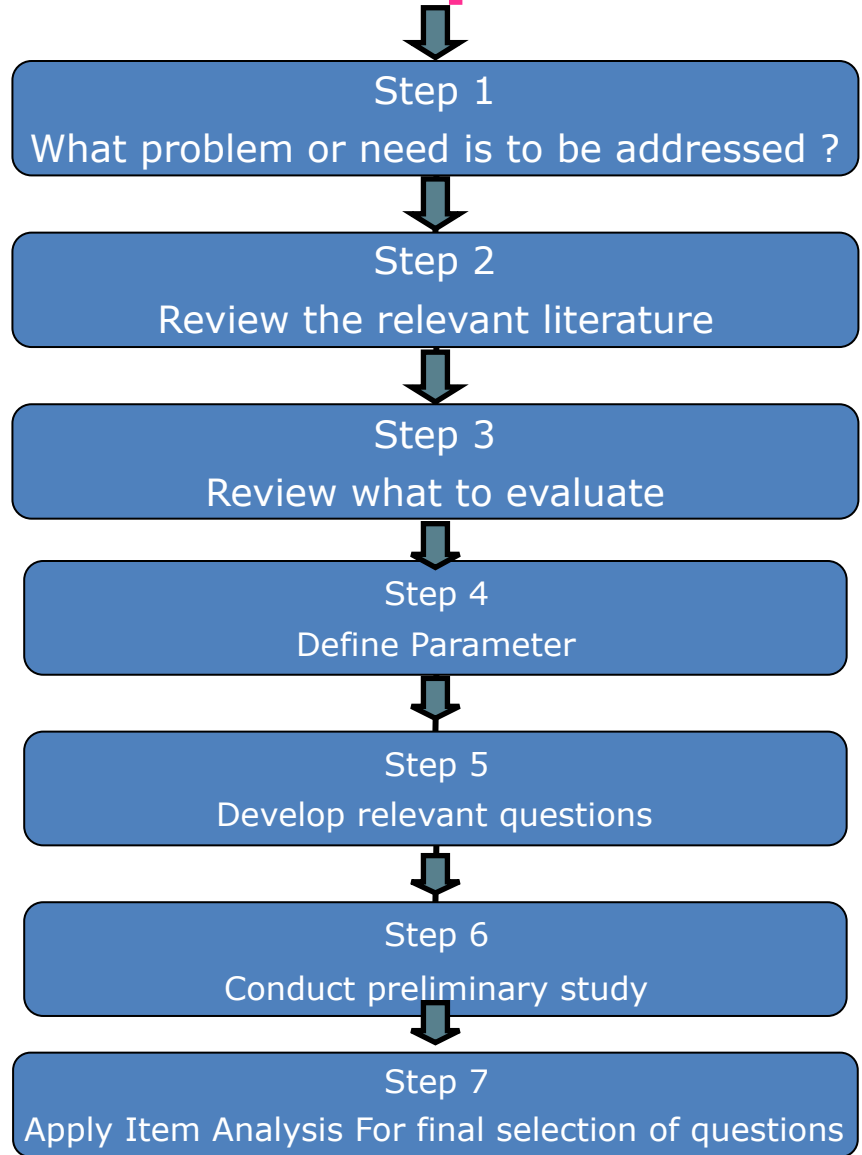 Step 1
What problem or need is to be addressed ?
Step 2
Review the relevant literature
Step 3
Review what to evaluate
Step 4
Define Parameter
Step 5
Develop relevant questions
Step 6
Conduct preliminary study
Step 7
Apply Item Analysis For final selection of questions